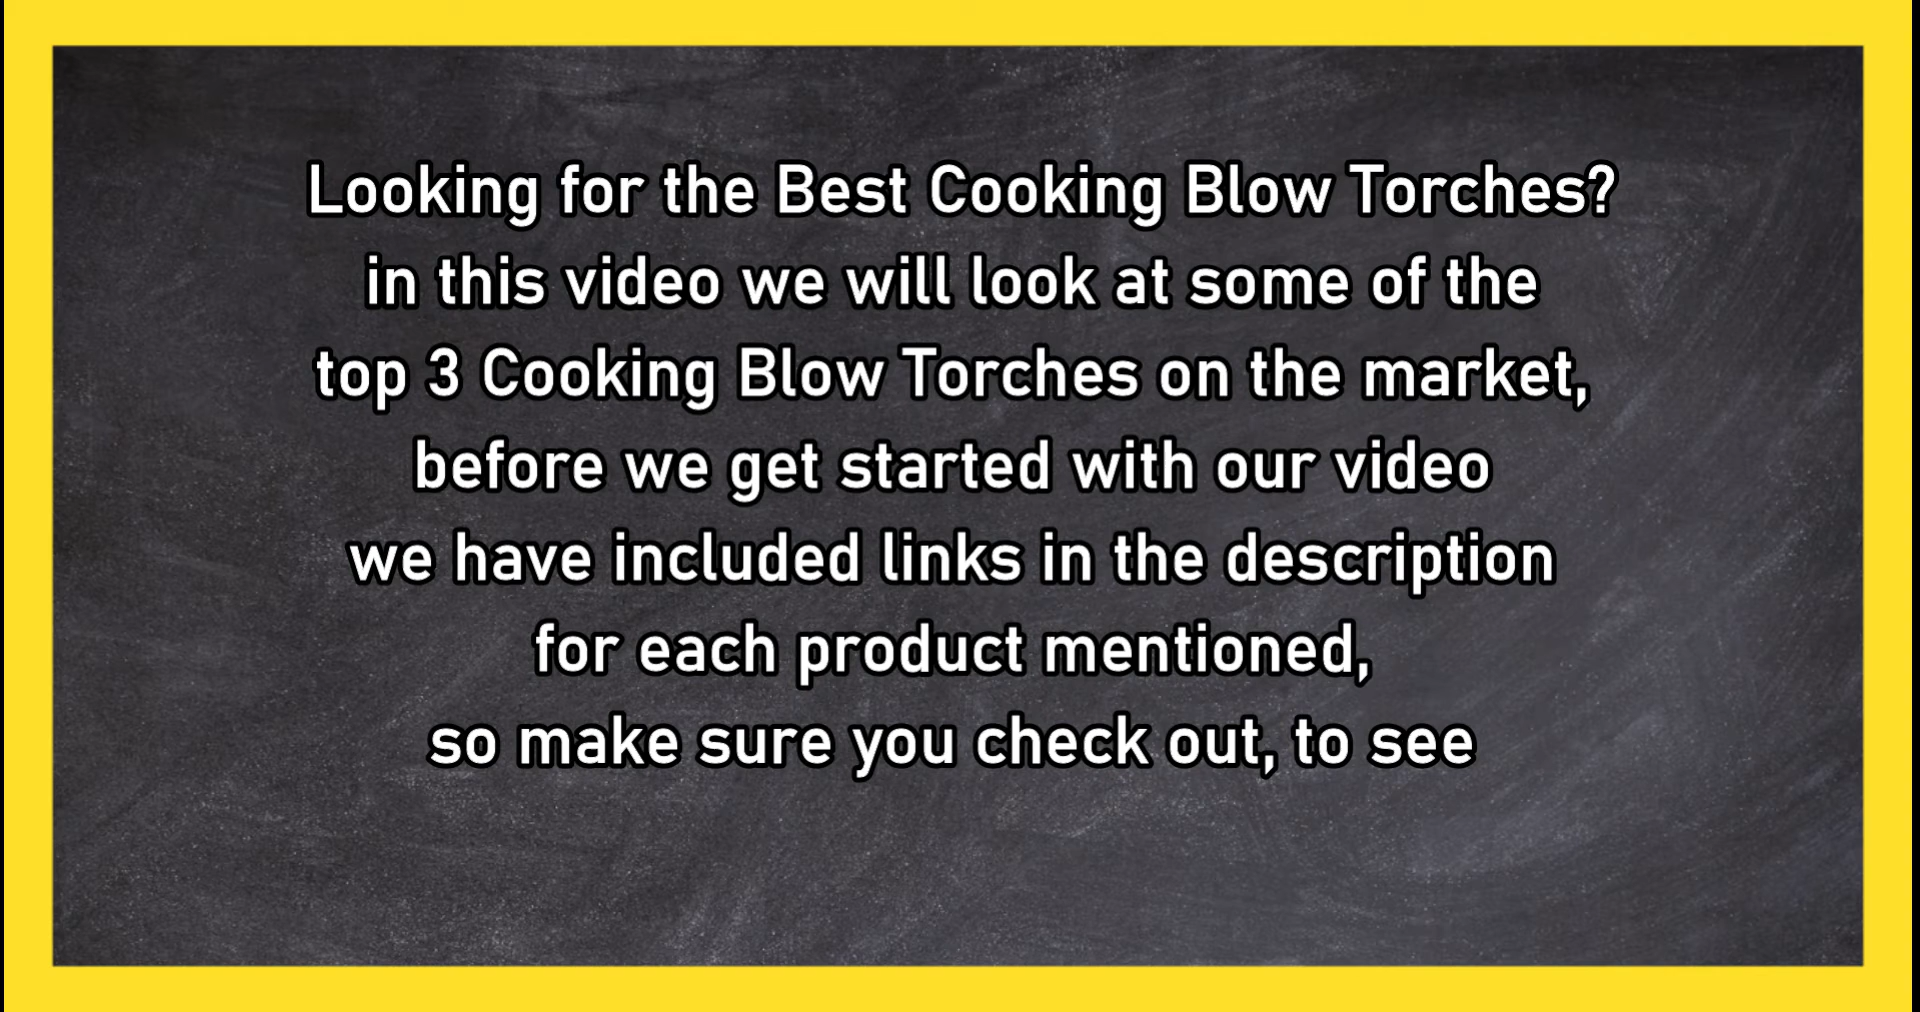 Looking for the Best Cooking Blow Torches?
in this video we will look at some of the
top 3 Cooking Blow Torches on the market,
before we get started with our video
we have included links in the description
for each product mentioned,
so make sure you check out, to see